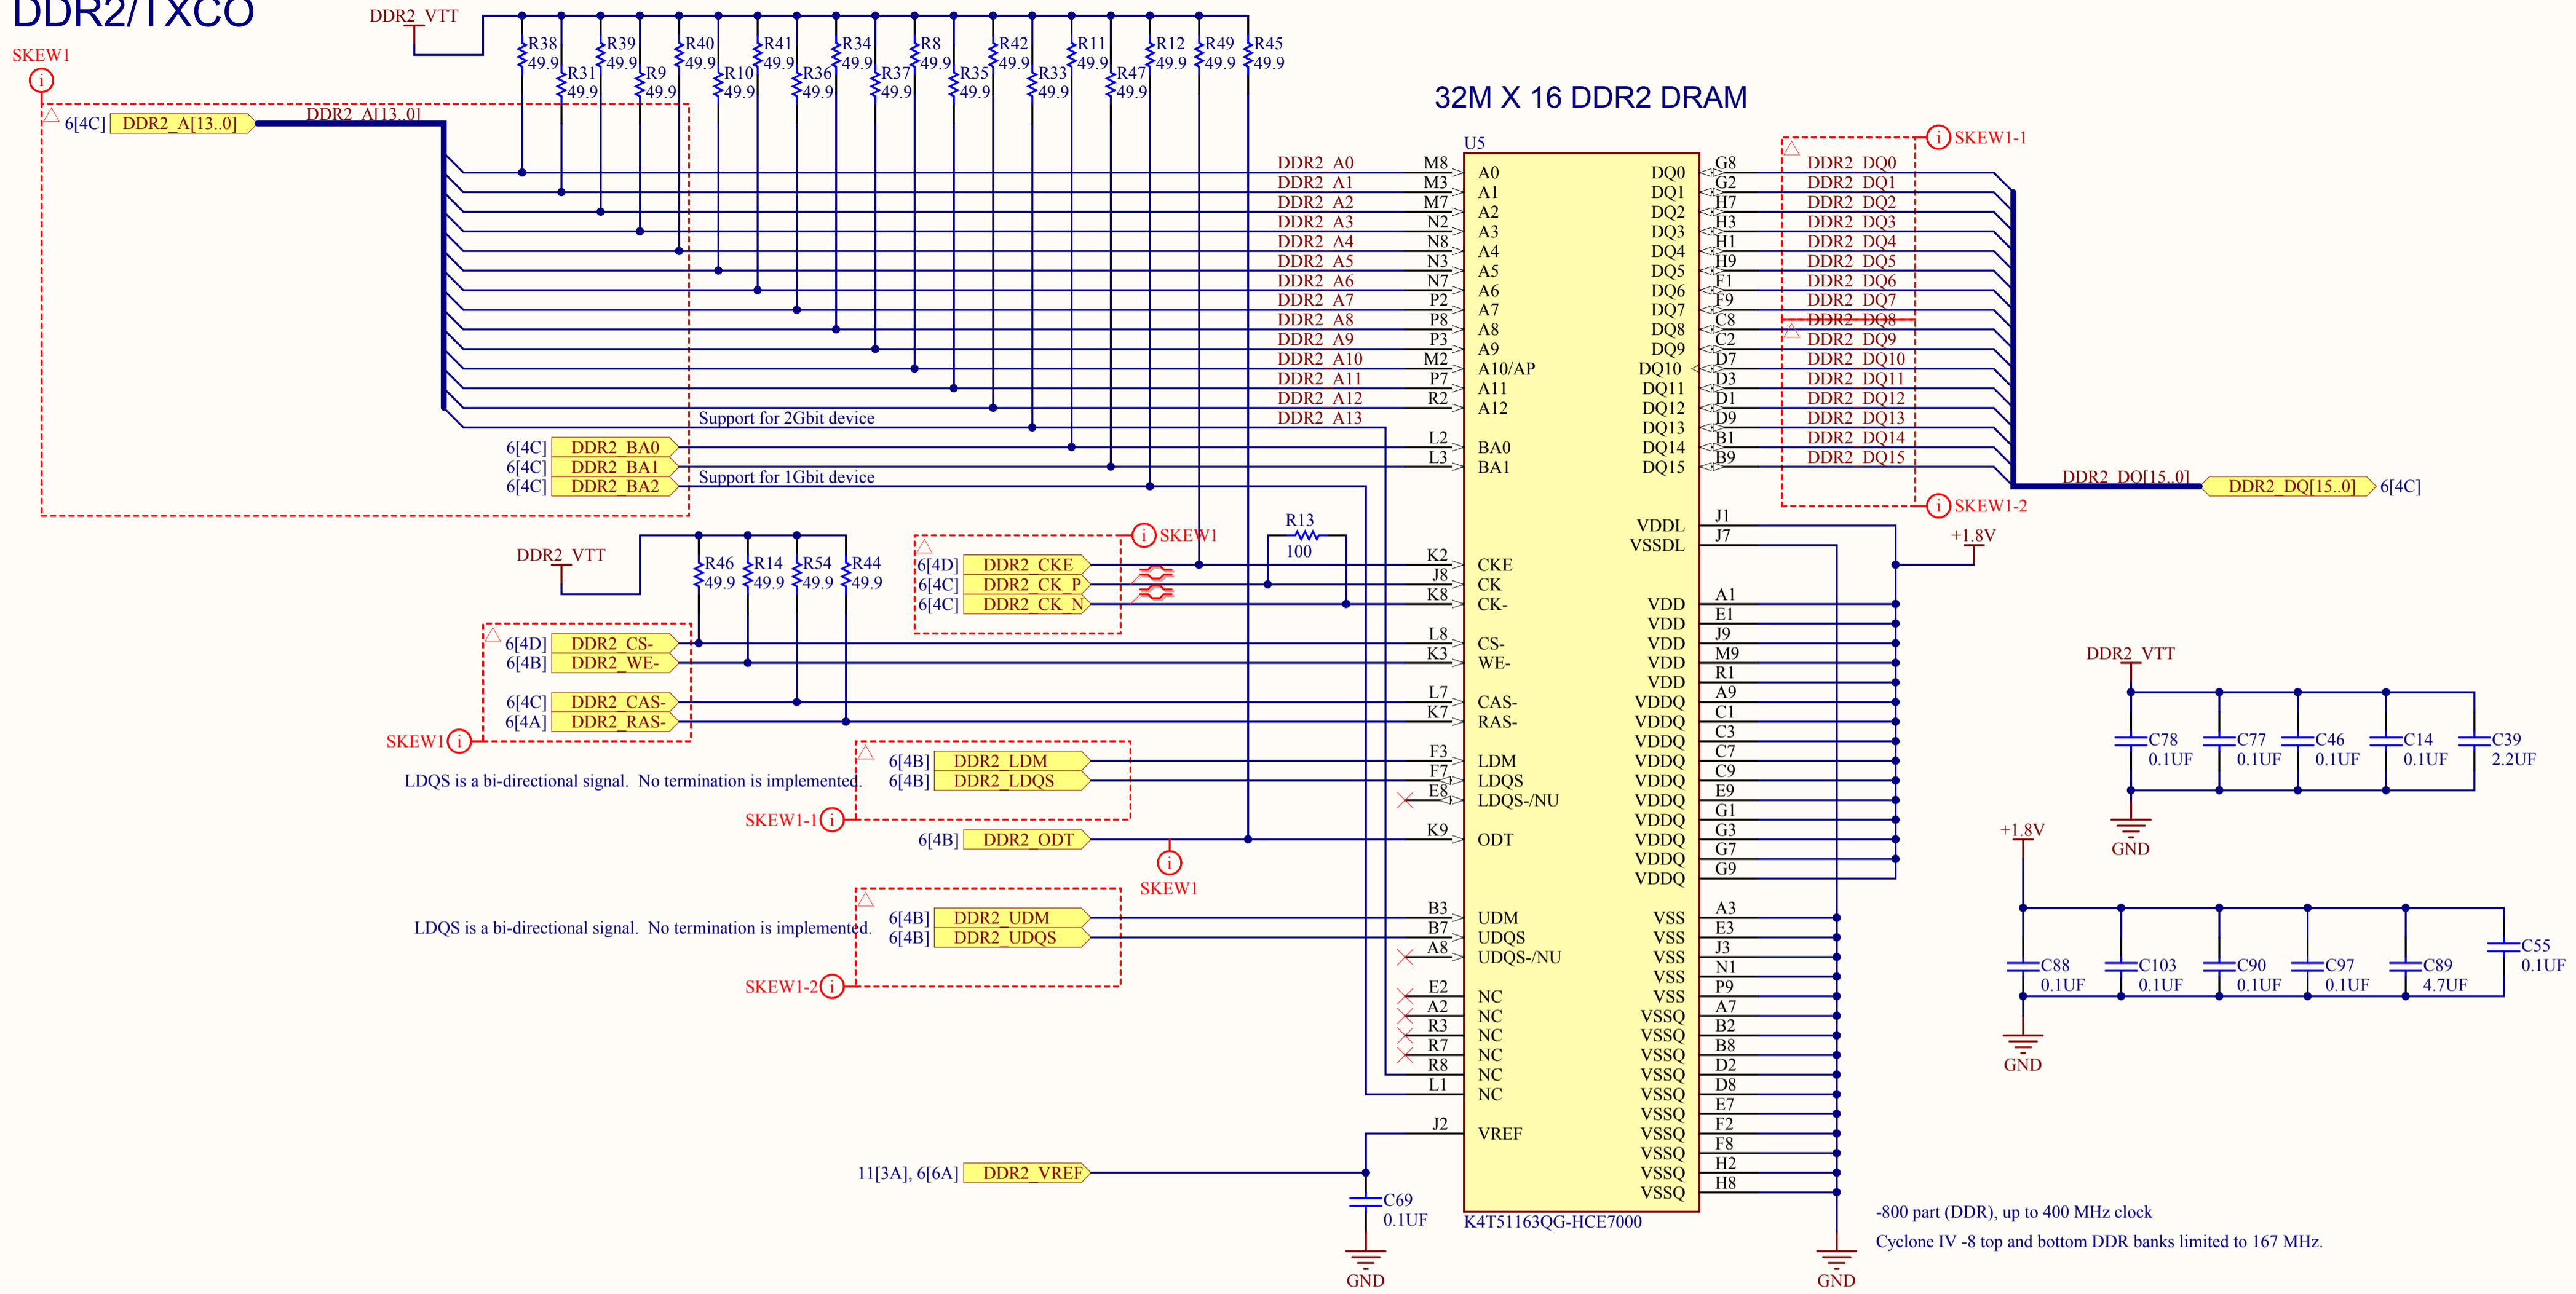 DDR2/TXCO
DDR2_VTT
SKEW1
R38 49.9
R31 49.9
R39 49.9
R9 49.9
R40 49.9
R10 49.9
R41 49.9
R36 49.9
R34 49.9
R37 49.9
R8 49.9
R35 49.9
R42 49.9
R33 49.9
R11 49.9
R47 49.9
R12 49.9
R49 49.9
R45 49.9
6[4C] DDR2_A[13..0] DDR2_A[13..0]
32M X 16 DDR2 DRAM
U5
DDR2_A0 M8 A0
DDR2_A1 M3 A1
DDR2_A2 M7 A2
DDR2_A3 N2 A3
DDR2_A4 N8 A4
DDR2_A5 N3 A5
DDR2_A6 N7 A6
DDR2_A7 P2 A7
DDR2_A8 P8 A8
DDR2_A9 P3 A9
DDR2_A10 M2 A10/AP
DDR2_A11 P7 A11
DDR2_A12 R2 A12
Support for 2Gbit device DDR2_A13
6[4C] DDR2_BA0 L2 BA0
6[4C] DDR2_BA1 L3 BA1
6[4C] DDR2_BA2 Support for 1Gbit device
DDR2_VTT
R46 49.9
R14 49.9
R54 49.9
R44 49.9
SKEW1
R13
100
6[4D] DDR2_CKE K2 CKE
6[4C] DDR2_CK_P J8 CK
6[4C] DDR2_CK_N K8 CK-
6[4D] DDR2_CS- L8 CS-
6[4B] DDR2_WE- K3 WE-
6[4C] DDR2_CAS- L7 CAS-
6[4A] DDR2_RAS- K7 RAS-
SKEW1
6[4B] DDR2_LDM F3 LDM
LDQS is a bi-directional signal. No termination is implemented.
6[4B] DDR2_LDQS F7 LDQS
E8 LDQS-/NU
SKEW1-1
6[4B] DDR2_ODT K9 ODT
SKEW1
6[4B] DDR2_UDM B3 UDM
LDQS is a bi-directional signal. No termination is implemented.
6[4B] DDR2_UDQS B7 UDQS
A8 UDQS-/NU
SKEW1-2
E2 NC
A2 NC
R3 NC
R7 NC
R8 NC
L1 NC
J2 VREF
11[3A], 6[6A] DDR2_VREF
C69
0.1UF
GND
K4T51163QG-HCE7000
SKEW1-1
DQ0 G8 DDR2_DQ0
DQ1 G2 DDR2_DQ1
DQ2 H7 DDR2_DQ2
DQ3 H3 DDR2_DQ3
DQ4 H1 DDR2_DQ4
DQ5 H9 DDR2_DQ5
DQ6 F1 DDR2_DQ6
DQ7 F9 DDR2_DQ7
DQ8 C8 DDR2_DQ8
DQ9 C2 DDR2_DQ9
DQ10 D7 DDR2_DQ10
DQ11 D3 DDR2_DQ11
DQ12 D1 DDR2_DQ12
DQ13 D9 DDR2_DQ13
DQ14 B1 DDR2_DQ14
DQ15 B9 DDR2_DQ15
DDR2_DQ[15..0] DDR2_DQ[15..0] 6[4C]
SKEW1-2
VDDL J1
VSSDL J7
+1.8V
VDD A1
VDD E1
VDD J9
VDD M9
VDD R1
VDDQ A9
VDDQ C1
VDDQ C3
VDDQ C7
VDDQ C9
VDDQ E9
VDDQ G1
VDDQ G3
VDDQ G7
VDDQ G9
VSS A3
VSS E3
VSS J3
VSS N1
VSS P9
VSSQ A7
VSSQ B2
VSSQ B8
VSSQ D2
VSSQ D8
VSSQ E7
VSSQ F2
VSSQ F8
VSSQ H2
VSSQ H8
GND
DDR2_VTT
C78 0.1UF
C77 0.1UF
C46 0.1UF
C14 0.1UF
C39 2.2UF
GND
+1.8V
C88 0.1UF
C103 0.1UF
C90 0.1UF
C97 0.1UF
C89 4.7UF
C55 0.1UF
GND
-800 part (DDR), up to 400 MHz clock
Cyclone IV -8 top and bottom DDR banks limited to 167 MHz.